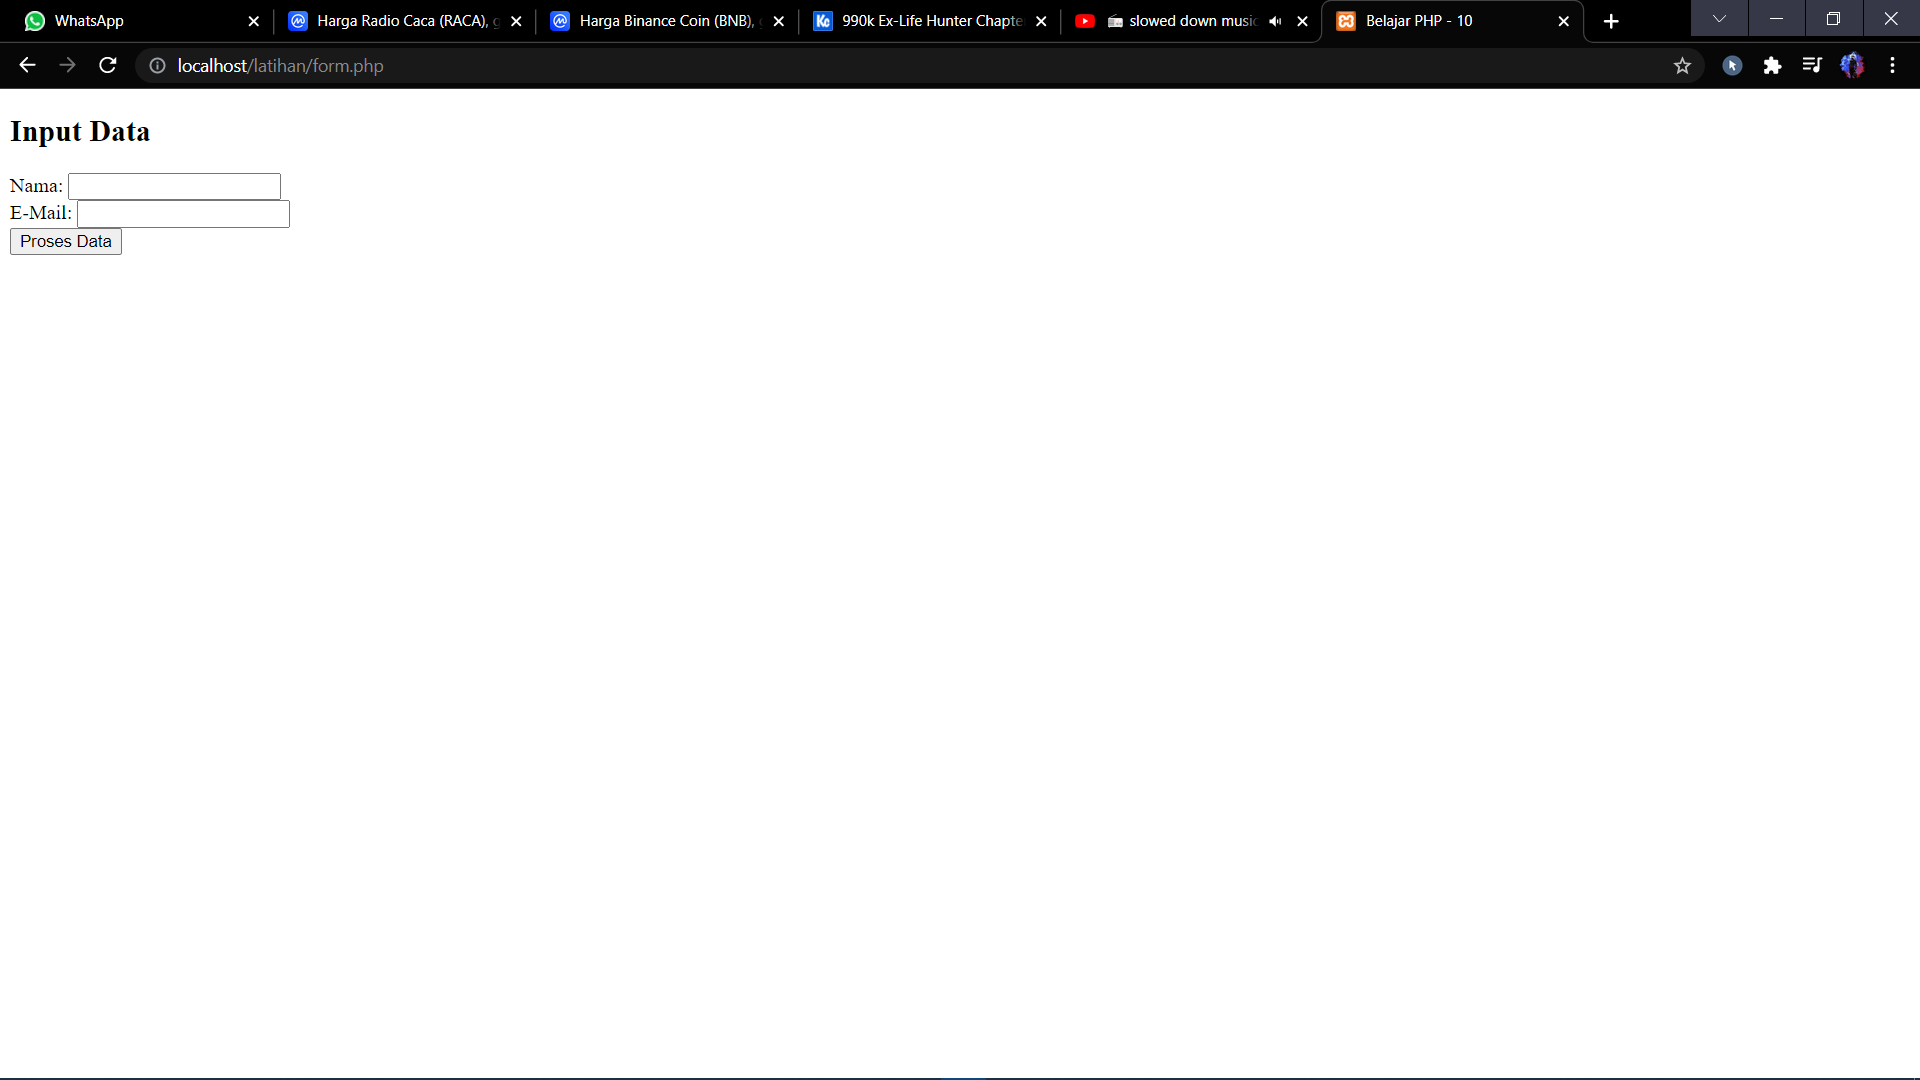 WhatsApp
Harga Radio Caca (RACA),
Harga Binance Coin (BNB),
Kc 990k Ex-Life Hunter Chapte
slowed down music
Belajar PHP - 10
localhost/latihan/form.php
Input Data
Nama:
E-Mail:
Proses Data